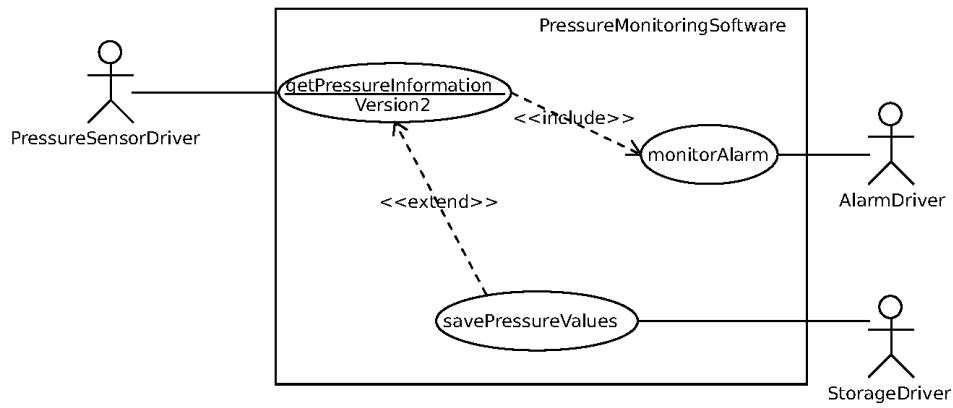 PressureMonitoringSoftware
getPressureInformation
Version2
PressureSensorDriver
<<include>>
monitorAlarm
AlarmDriver
<<extend>>
savePressureValues
StorageDriver